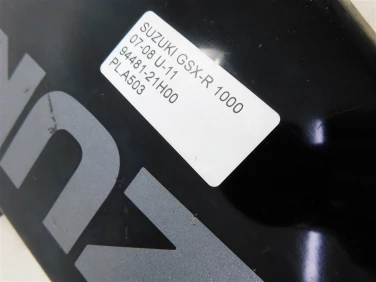 SUZUKI GSX-R 1000
07-08 U-11
94481-21H00
PLA503